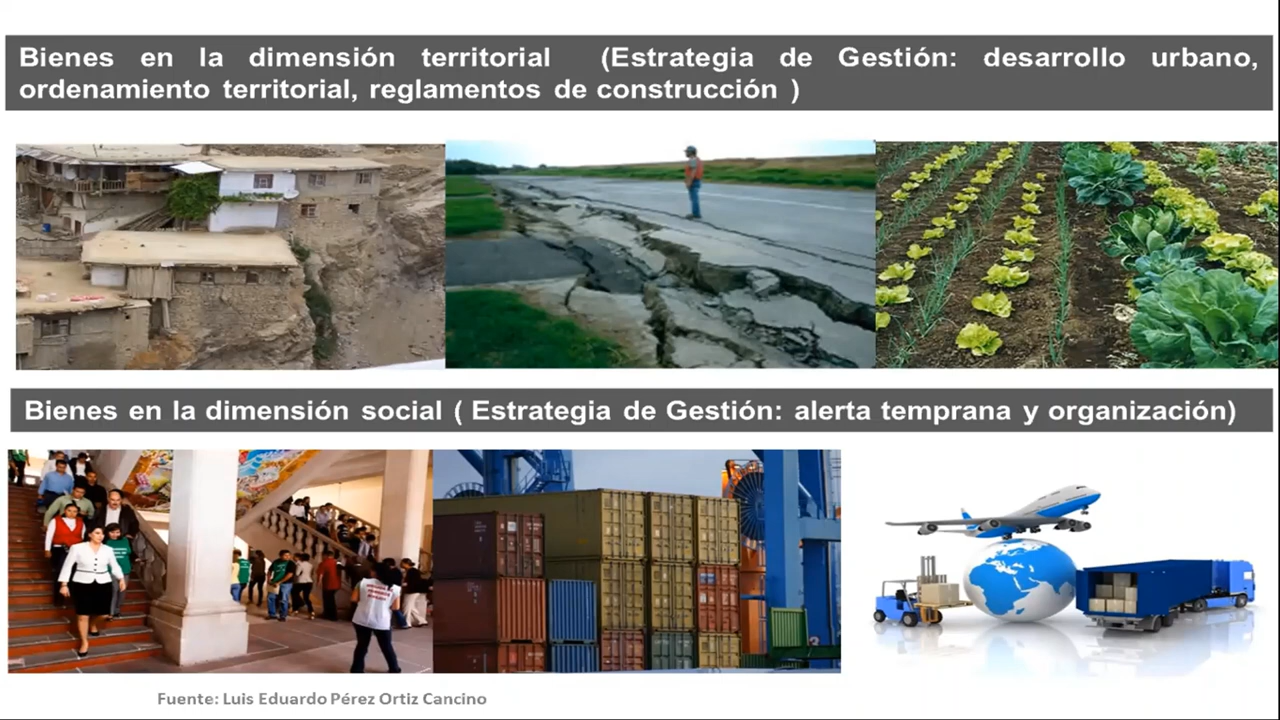 Bienes en la dimensión territorial (Estrategia de Gestión: desarrollo urbano,
ordenamiento territorial, reglamentos de construcción )
Bienes en la dimensión social ( Estrategia de Gestión: alerta temprana y organización)
Fuente: Luis Eduardo Pérez Ortiz Cancino